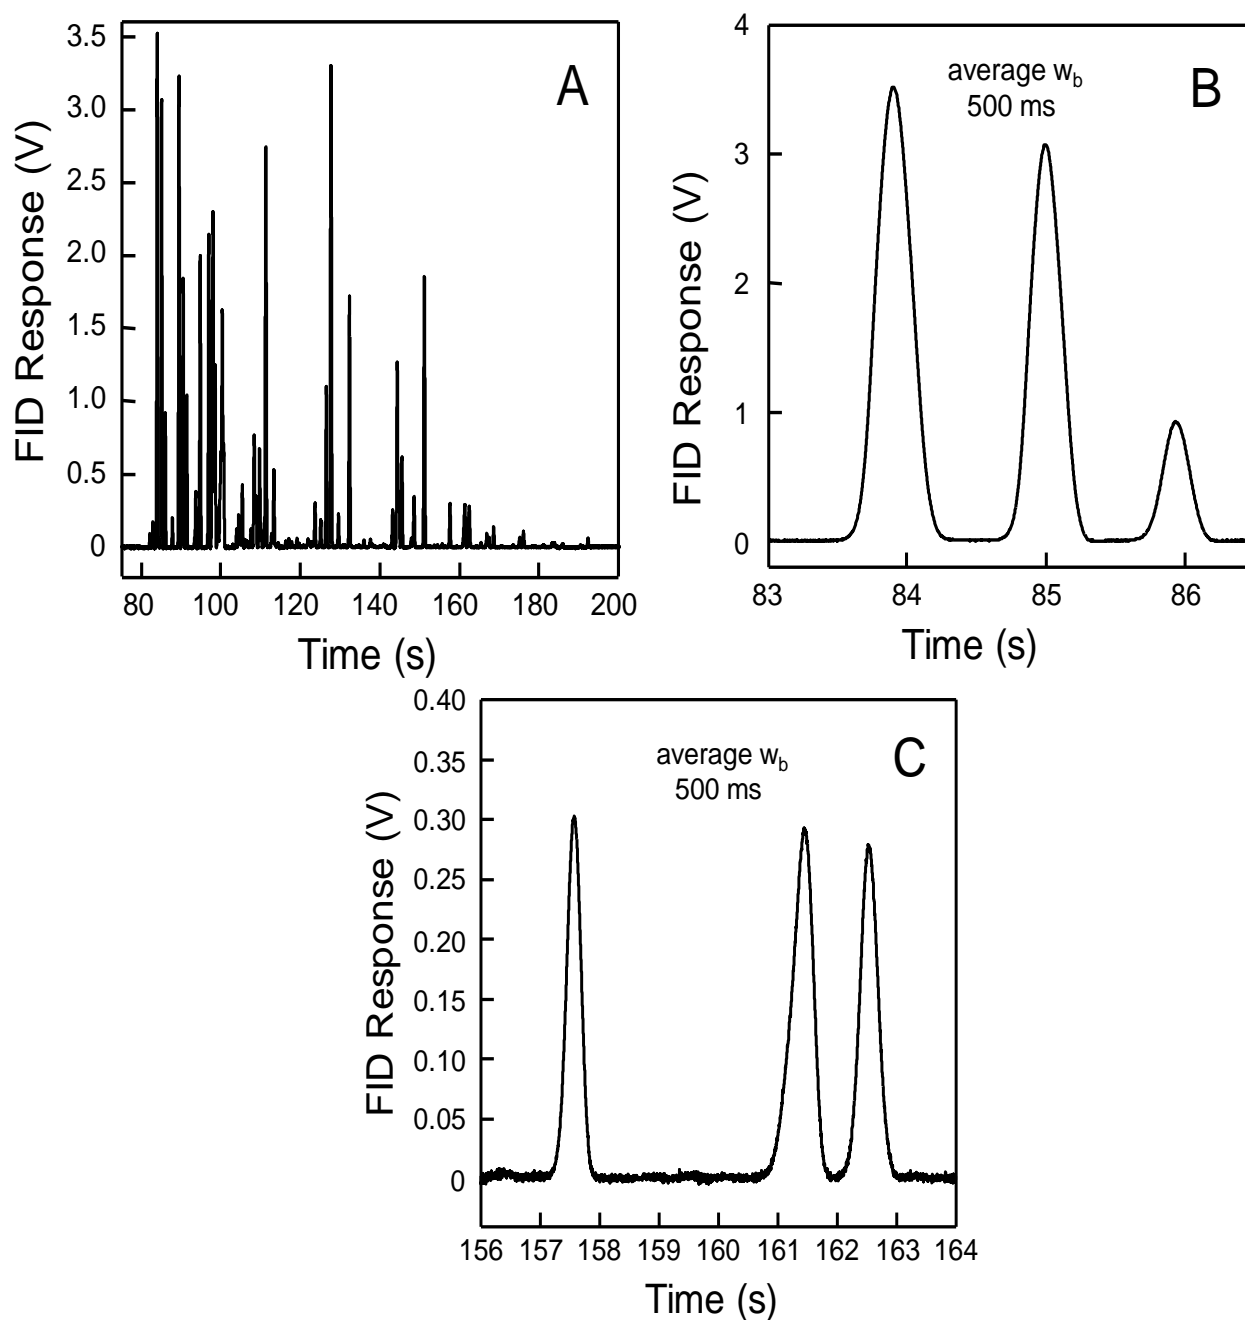 A
FID Response (V)
3.5
3.0
2.5
2.0
1.5
1.0
0.5
0
80 100 120 140 160 180 200
Time (s)
B
average wb
500 ms
FID Response (V)
4
3
2
1
0
83 84 85 86
Time (s)
C
average wb
500 ms
FID Response (V)
0.40
0.35
0.30
0.25
0.20
0.15
0.10
0.05
0
156 157 158 159 160 161 162 163 164
Time (s)